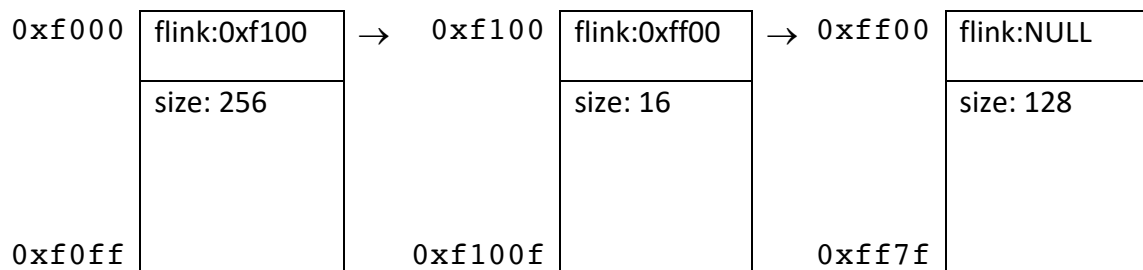 0xf000 flink:0xf100 → 0xf100 flink:0xff00 → 0xff00 flink:NULL
size: 256 size: 16 size: 128
0xf0ff 0xf100f 0xff7f